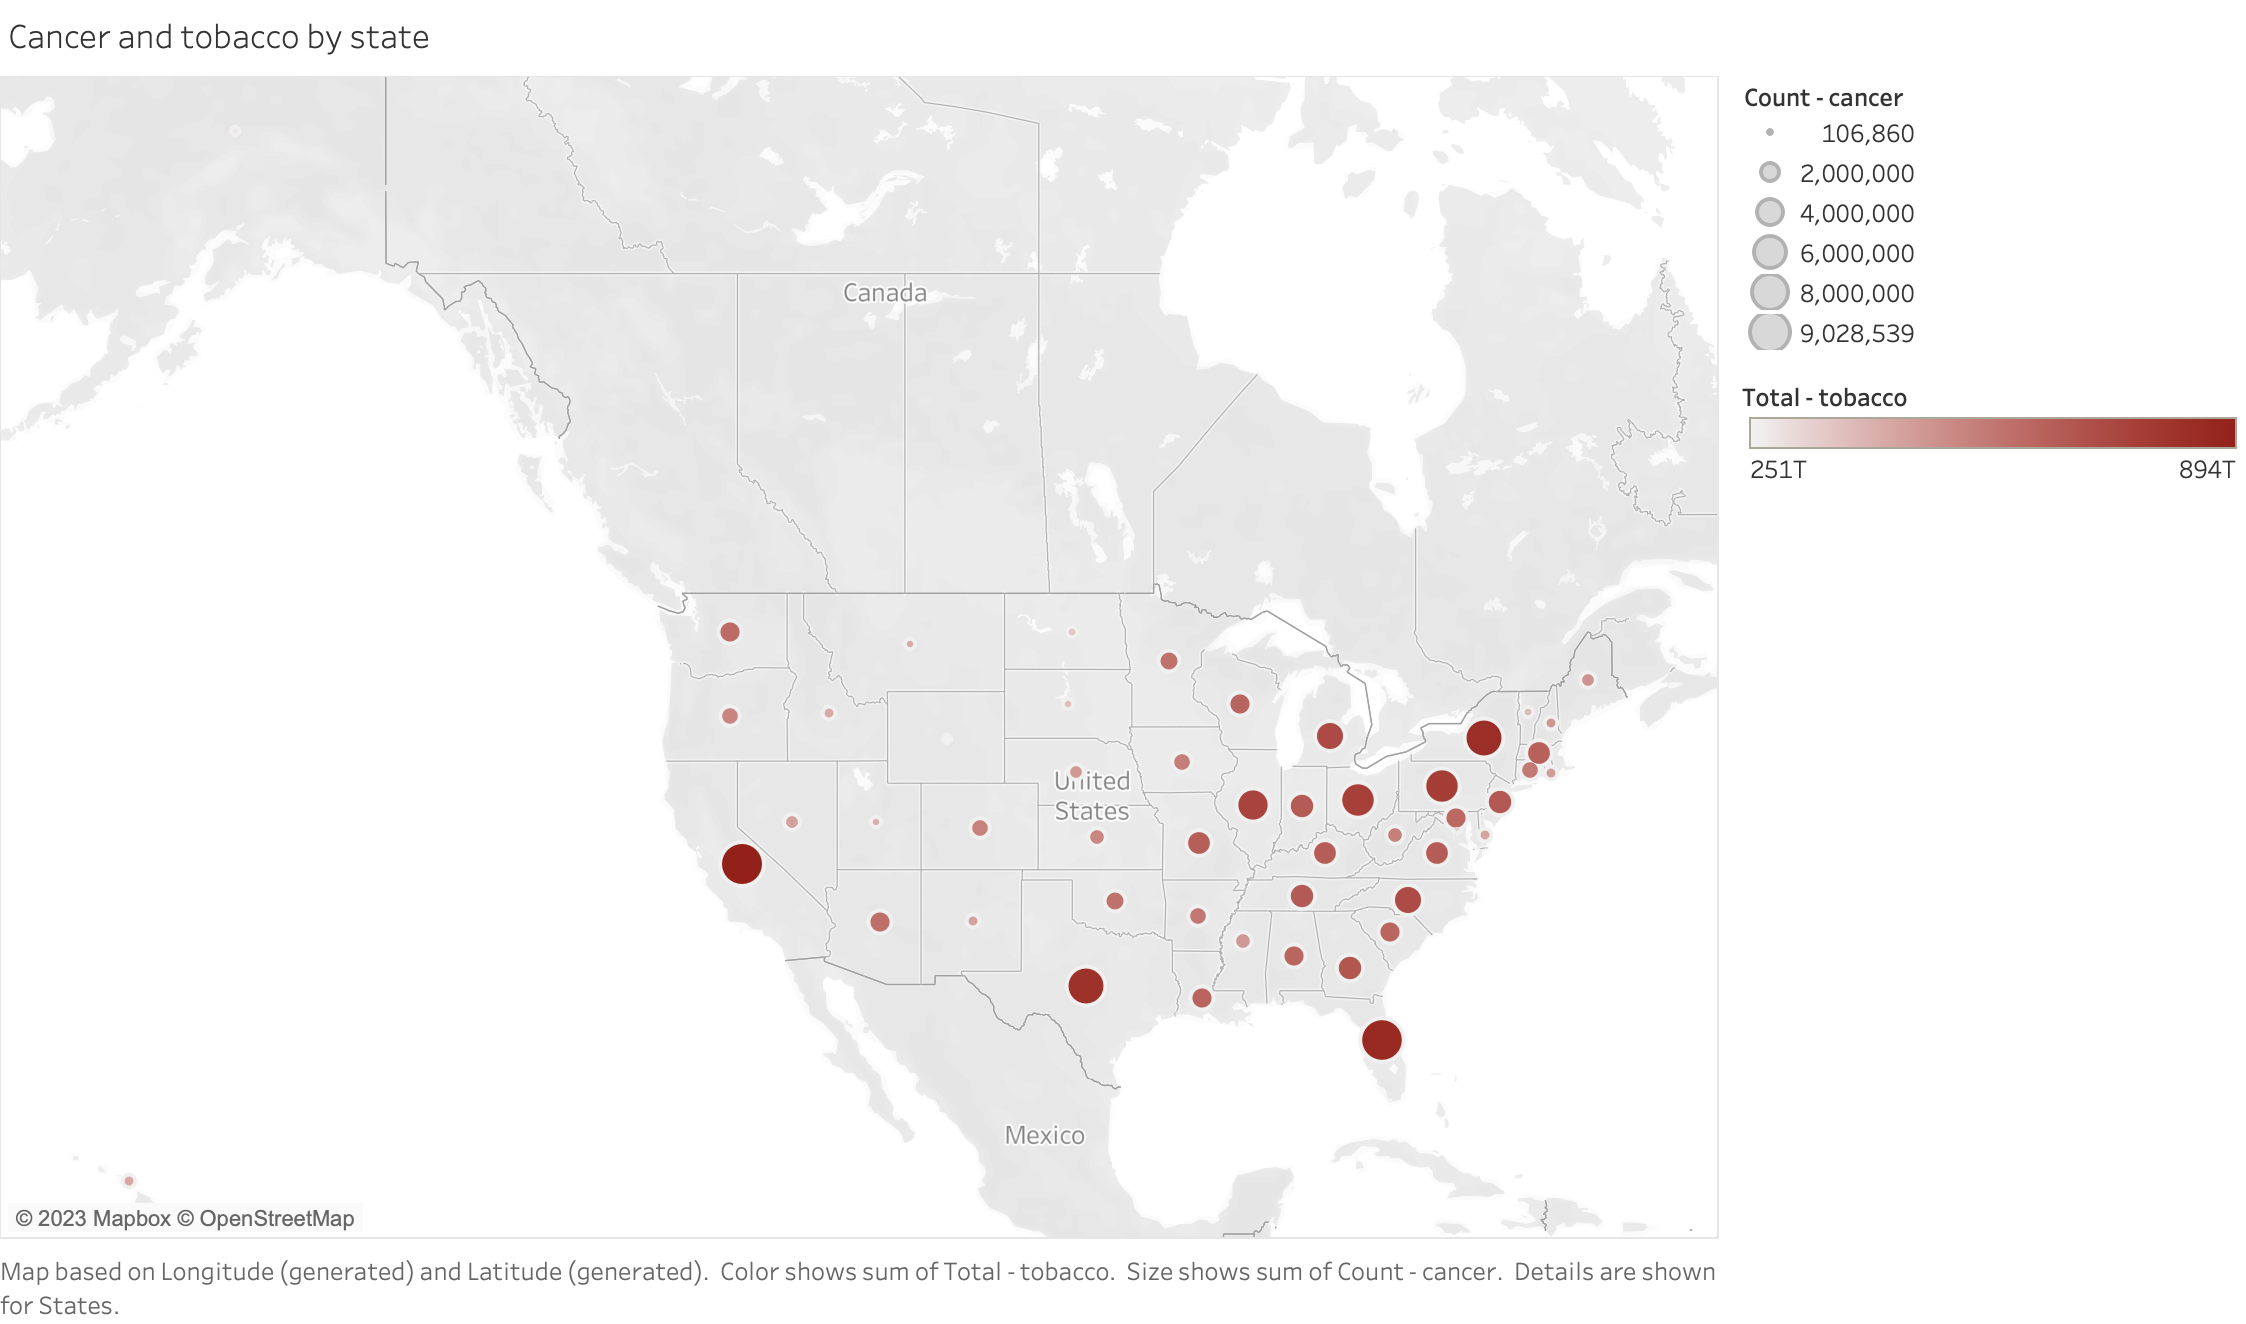 Cancer and tobacco by state
Canada
United
States
Mexico
© 2023 Mapbox © OpenStreetMap
Count - cancer
106,860
2,000,000
4,000,000
6,000,000
8,000,000
9,028,539
Total - tobacco
251T 894T
Map based on Longitude (generated) and Latitude (generated). Color shows sum of Total - tobacco. Size shows sum of Count - cancer. Details are shown
for States.